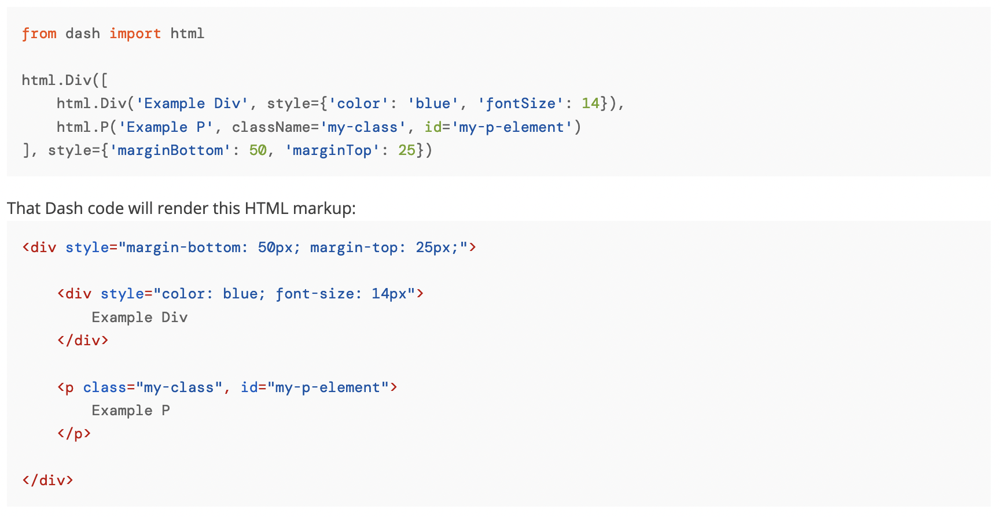 from dash import html
html.Div([
    html.Div('Example Div', style={'color': 'blue', 'fontSize': 14}),
    html.P('Example P', className='my-class', id='my-p-element')
], style={'marginBottom': 50, 'marginTop': 25})
That Dash code will render this HTML markup:
<div style="margin-bottom: 50px; margin-top: 25px;">
    <div style="color: blue; font-size: 14px">
        Example Div
    </div>
    <p class="my-class", id="my-p-element">
        Example P
    </p>
</div>